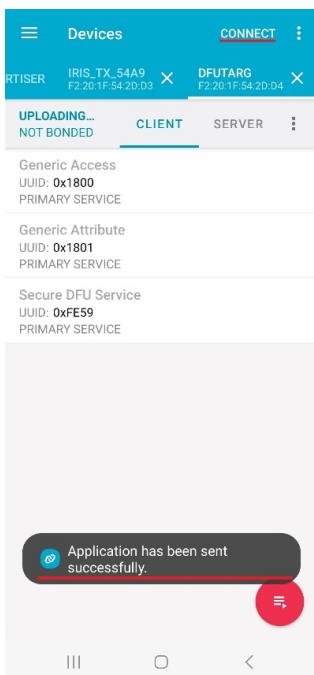 Devices
CONNECT
RTISER
IRIS_TX_54A9
F2:20:1F:54:2D:D3
DFUTARG
F2:20:1F:54:2D:D4
UPLOADING...
NOT BONDED
CLIENT
SERVER
Generic Access
UUID: 0x1800
PRIMARY SERVICE
Generic Attribute
UUID: 0x1801
PRIMARY SERVICE
Secure DFU Service
UUID: 0xFE59
PRIMARY SERVICE
Application has been sent
successfully.